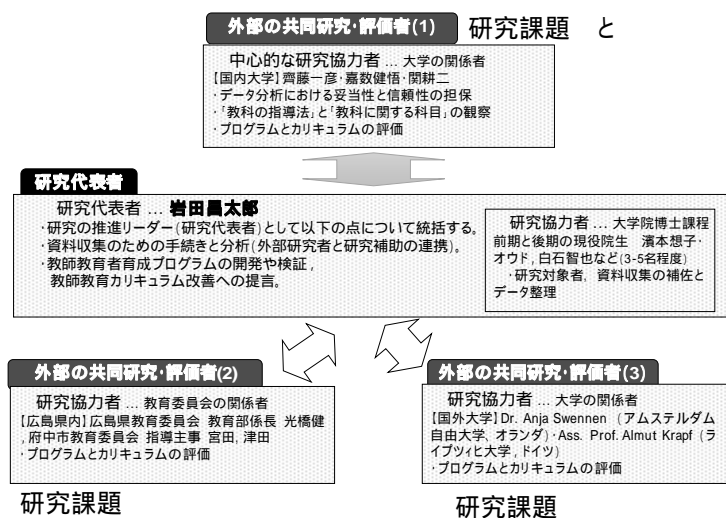 外部の共同研究・評価者(1)
研究課題 と
中心的な研究協力者 … 大学の関係者
【国内大学】齊藤一彦・嘉数健悟・関耕二
・データ分析における妥当性と信頼性の担保
・「教科の指導法」と「教科に関する科目」の観察
・プログラムとカリキュラムの評価
研究代表者
研究代表者 … 岩田昌太郎
・研究の推進リーダー(研究代表者)として以下の点について統括する。
・資料収集のための手続きと分析(外部研究者と研究補助の連携)。
・教師教育者育成プログラムの開発や検証，
教師教育カリキュラム改善への提言。
研究協力者 … 大学院博士課程
前期と後期の現役院生 濱本想子・
オウド，白石智也など(3-5名程度)
・研究対象者，資料収集の補佐と
データ整理
外部の共同研究・評価者(2)
研究協力者 … 教育委員会の関係者
【広島県内】広島県教育委員会 教育部係長 光橋健
，府中市教育委員会 指導主事 宮田，津田
・プログラムとカリキュラムの評価
研究課題
外部の共同研究・評価者(3)
研究協力者 … 大学の関係者
【国外大学】Dr. Anja Swennen （アムステルダム
自由大学、オランダ）・Ass. Prof. Almut Krapf（ラ
イプツィヒ大学，ドイツ）
・プログラムとカリキュラムの評価
研究課題